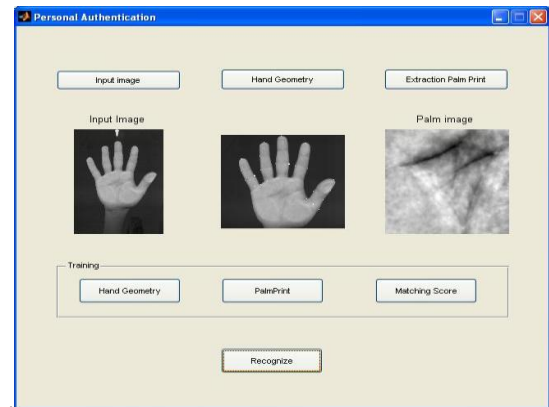 Personal Authentication
Input image
Hand Geometry
Extraction Palm Print
Input Image
Palm image
Training
Hand Geometry
PalmPrint
Matching Score
Recognize